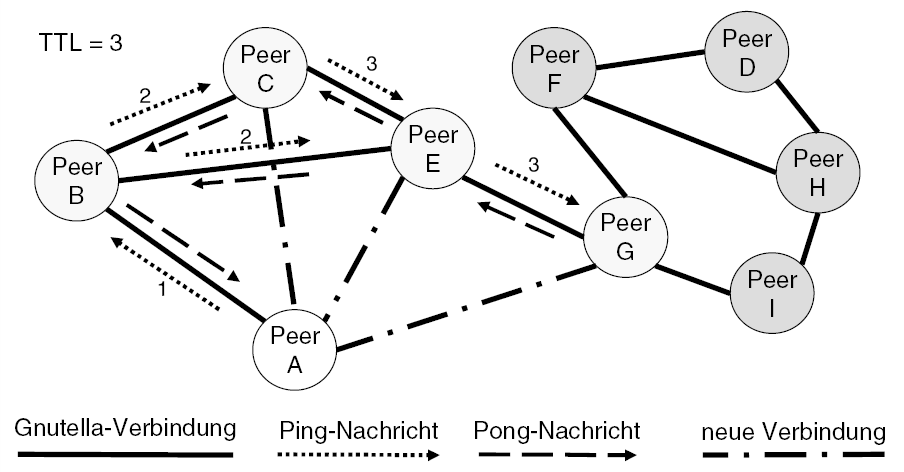 TTL = 3
Peer
C
Peer
F
Peer
D
3
2
2
Peer
B
Peer
E
3
Peer
H
Peer
G
1
Peer
I
Peer
A
Gnutella-Verbindung
Ping-Nachricht
Pong-Nachricht
neue Verbindung